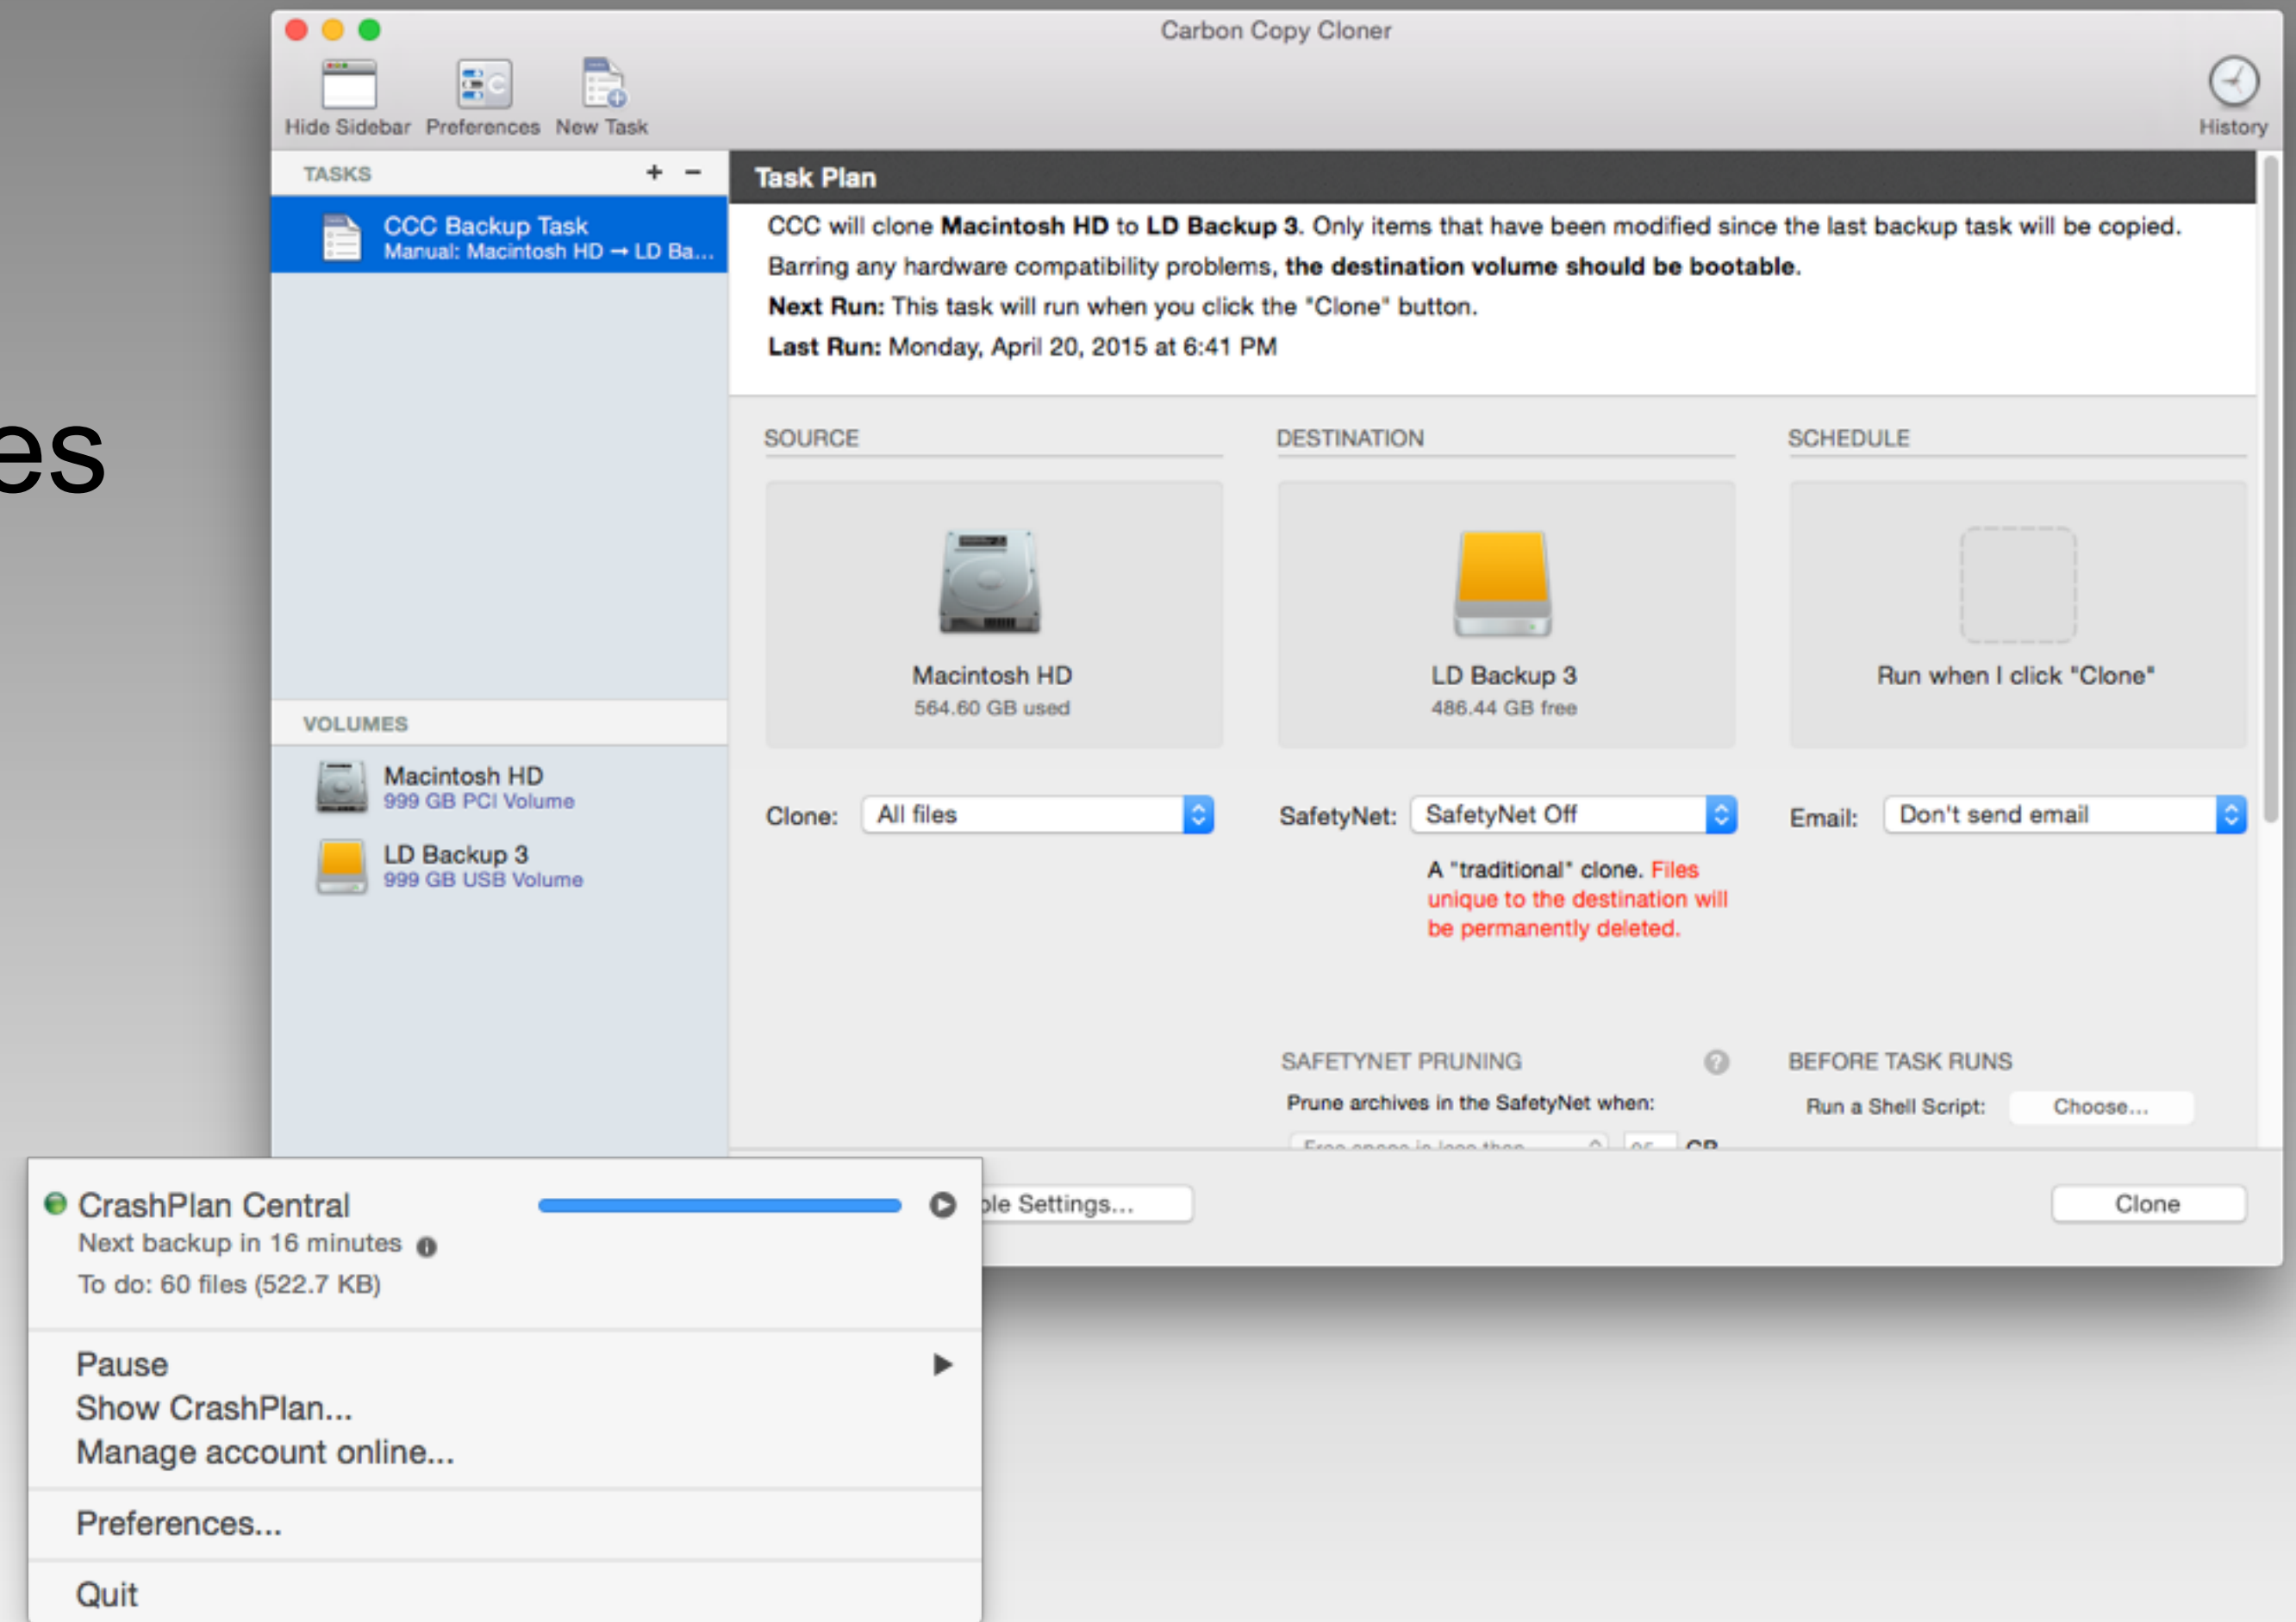 es
Carbon Copy Cloner
Hide Sidebar Preferences New Task
History
TASKS + −
CCC Backup Task
Manual: Macintosh HD → LD Ba...
VOLUMES
Macintosh HD
999 GB PCI Volume
LD Backup 3
999 GB USB Volume
Task Plan
CCC will clone Macintosh HD to LD Backup 3. Only items that have been modified since the last backup task will be copied.
Barring any hardware compatibility problems, the destination volume should be bootable.
Next Run: This task will run when you click the "Clone" button.
Last Run: Monday, April 20, 2015 at 6:41 PM
SOURCE
Macintosh HD
564.60 GB used
Clone: All files
DESTINATION
LD Backup 3
486.44 GB free
SafetyNet: SafetyNet Off
A "traditional" clone. Files
unique to the destination will
be permanently deleted.
SAFETYNET PRUNING ?
Prune archives in the SafetyNet when:
Free space is less than GB
SCHEDULE
Run when I click "Clone"
Email: Don't send email
BEFORE TASK RUNS
Run a Shell Script: Choose...
ble Settings...
Clone
CrashPlan Central
Next backup in 16 minutes
To do: 60 files (522.7 KB)
Pause
Show CrashPlan...
Manage account online...
Preferences...
Quit